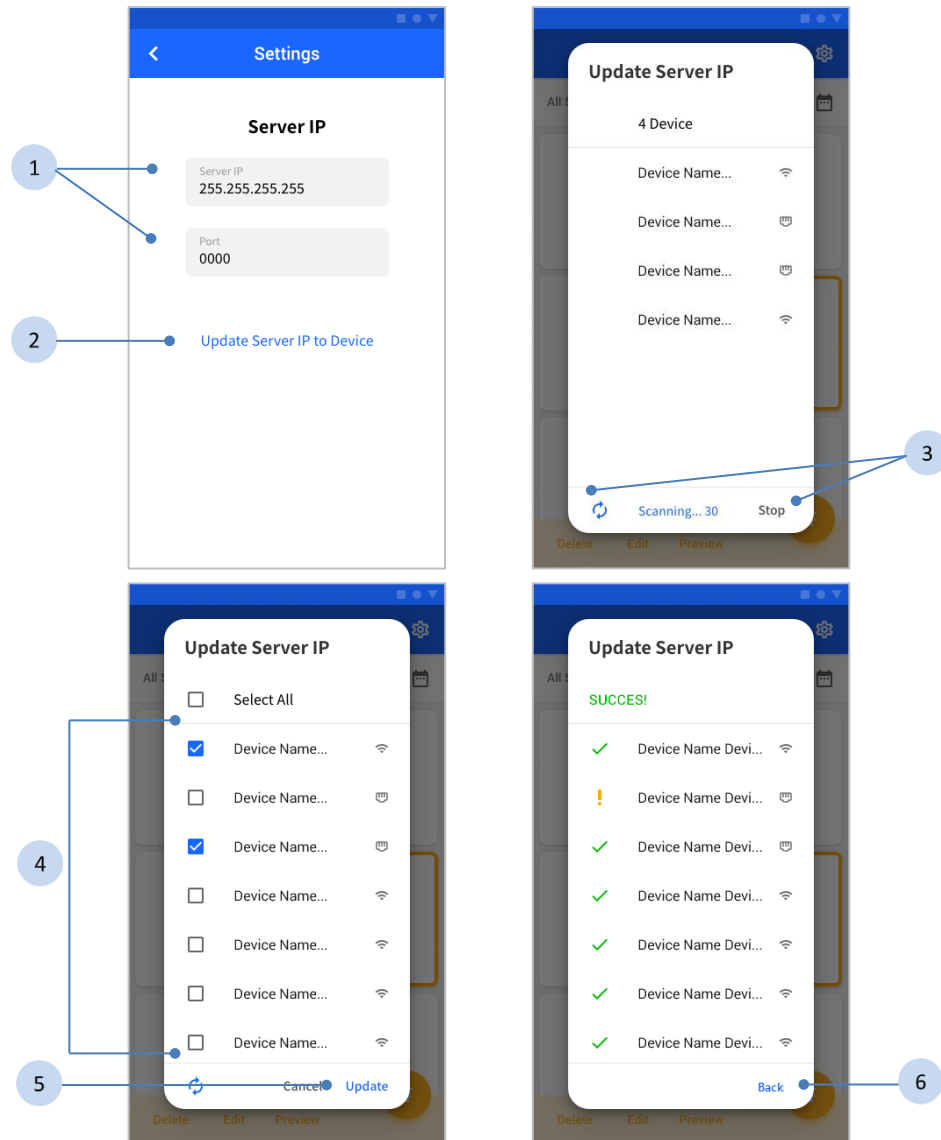 Settings
Server IP
1
Server IP
255.255.255.255
Port
0000
2
Update Server IP to Device
Update Server IP
All S
4 Device
Device Name...
Device Name...
Device Name...
Device Name...
3
Scanning... 30
Stop
Delete Edit Preview
Update Server IP
All S
Select All
Device Name...
Device Name...
Device Name...
4
Device Name...
Device Name...
Device Name...
Device Name...
5
Cancel Update
Delete Edit Preview
Update Server IP
All S
SUCCES!
Device Name Devi...
Device Name Devi...
Device Name Devi...
Device Name Devi...
Device Name Devi...
Device Name Devi...
Device Name Devi...
Back
6
Delete Edit Preview